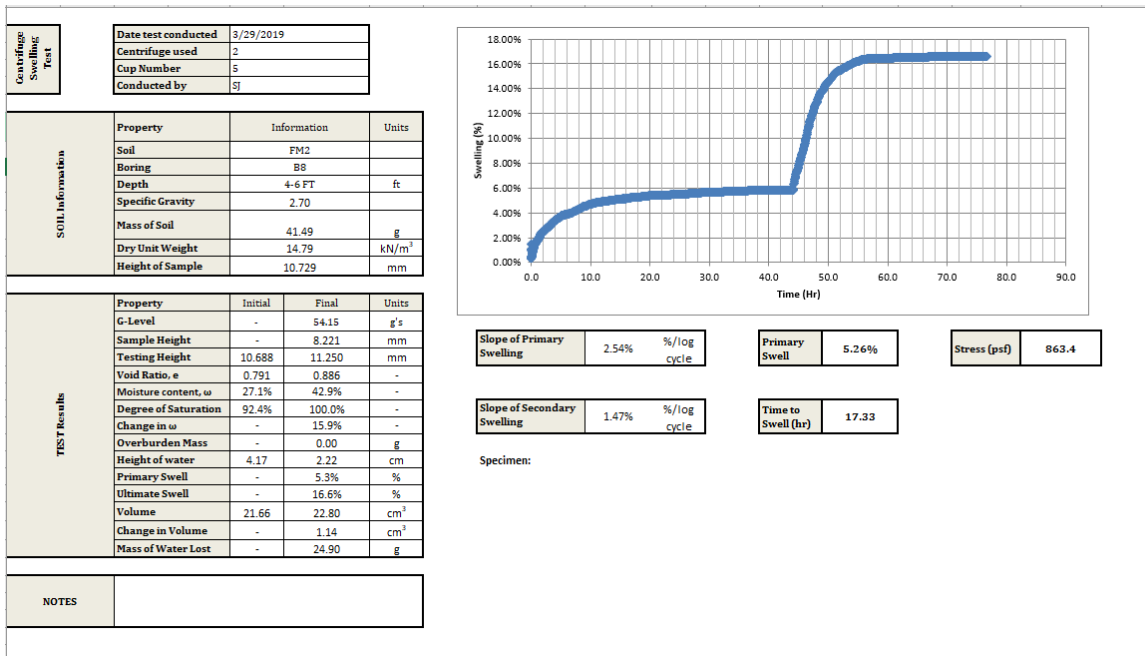 Centrifuge
Swelling
Test
Date test conducted 3/29/2019
Centrifuge used 2
Cup Number 5
Conducted by SJ
SOIL Information
Property Information Units
Soil FM2
Boring B8
Depth 4-6 FT ft
Specific Gravity 2.70
Mass of Soil 41.49 g
Dry Unit Weight 14.79 kN/m³
Height of Sample 10.729 mm
TEST Results
Property Initial Final Units
G-Level - 54.15 g's
Sample Height - 8.221 mm
Testing Height 10.688 11.250 mm
Void Ratio, e 0.791 0.886 -
Moisture content, ω 27.1% 42.9% -
Degree of Saturation 92.4% 100.0% -
Change in ω - 15.9% -
Overburden Mass - 0.00 g
Height of water 4.17 2.22 cm
Primary Swell - 5.3% %
Ultimate Swell - 16.6% %
Volume 21.66 22.80 cm³
Change in Volume - 1.14 cm³
Mass of Water Lost - 24.90 g
NOTES
Swelling (%)
18.00%
16.00%
14.00%
12.00%
10.00%
8.00%
6.00%
4.00%
2.00%
0.00%
0.0 10.0 20.0 30.0 40.0 50.0 60.0 70.0 80.0 90.0
Time (Hr)
Slope of Primary
Swelling
2.54%
%/log
cycle
Primary
Swell
5.26%
Stress (psf) 863.4
Slope of Secondary
Swelling
1.47%
%/log
cycle
Time to
Swell (hr)
17.33
Specimen: